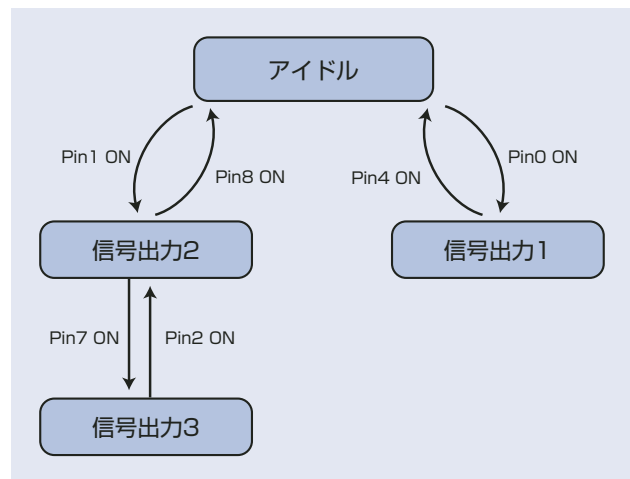 アイドル
Pin1 ON
Pin8 ON
Pin4 ON
Pin0 ON
信号出力2
信号出力1
Pin7 ON
Pin2 ON
信号出力3